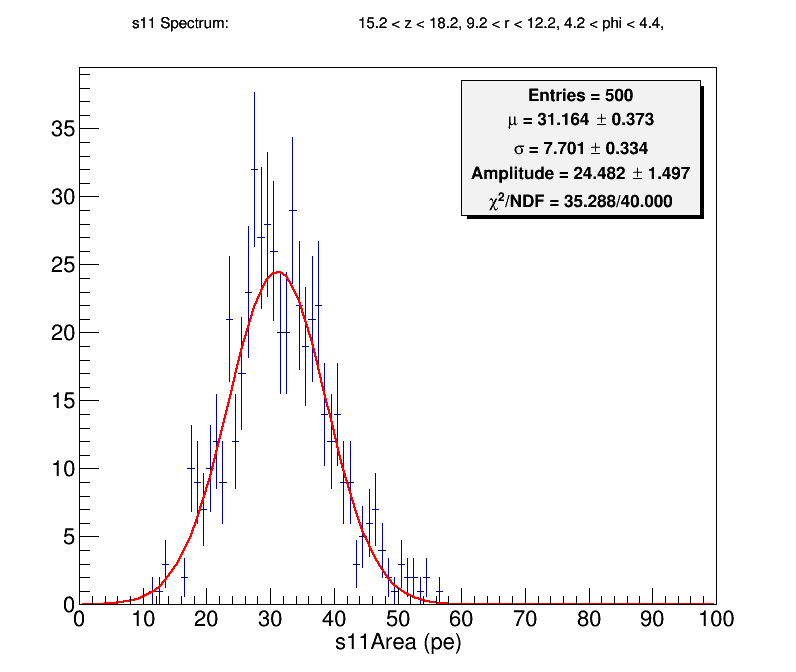 s11 Spectrum: 15.2 < z < 18.2, 9.2 < r < 12.2, 4.2 < phi < 4.4,
Entries = 500
μ = 31.164 ± 0.373
σ = 7.701 ± 0.334
Amplitude = 24.482 ± 1.497
χ²/NDF = 35.288/40.000
35
30
25
20
15
10
5
0
0 10 20 30 40 50 60 70 80 90 100
s11Area (pe)